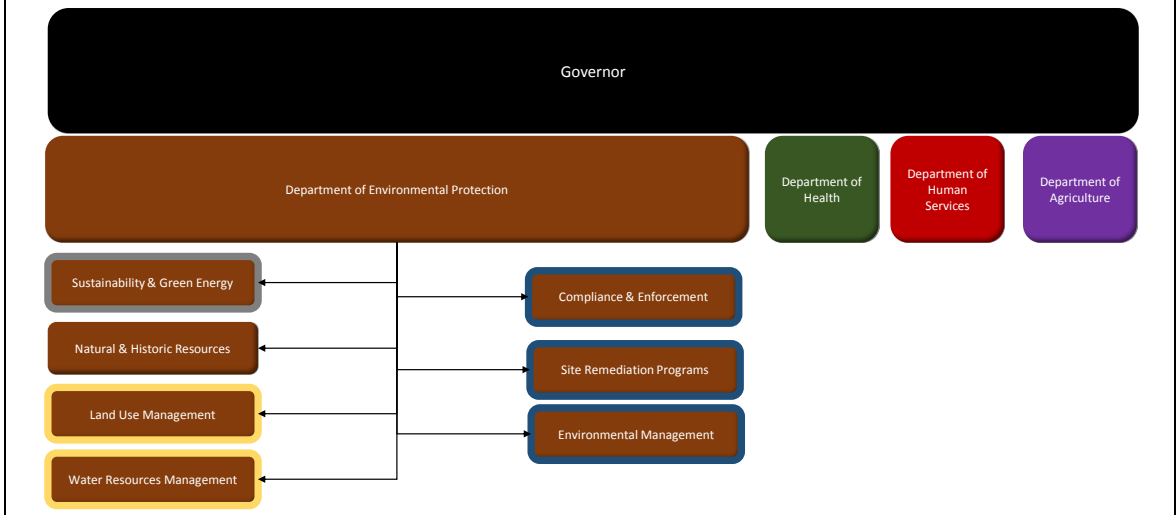 Governor
Department of Environmental Protection
Department of
Health
Department of
Human
Services
Department of
Agriculture
Sustainability & Green Energy
Natural & Historic Resources
Land Use Management
Water Resources Management
Compliance & Enforcement
Site Remediation Programs
Environmental Management